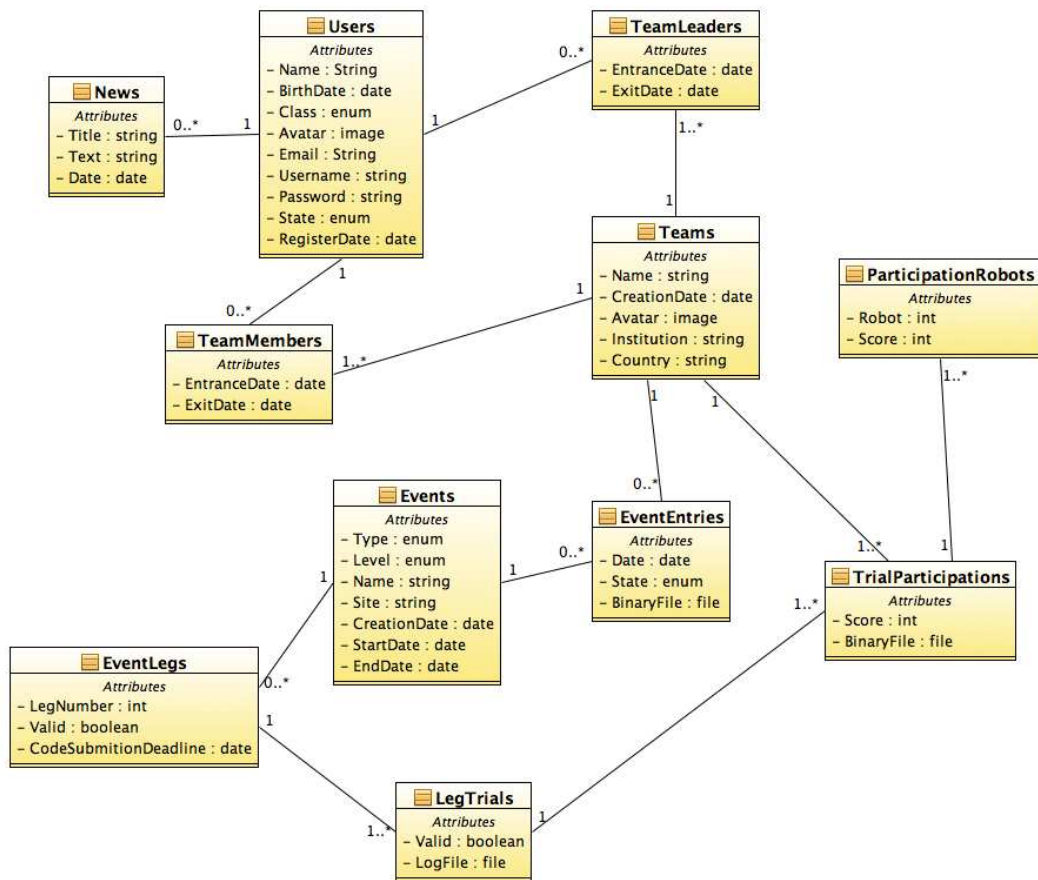 Users
Attributes
- Name : String
- BirthDate : date
- Class : enum
- Avatar : image
- Email : String
- Username : string
- Password : string
- State : enum
- RegisterDate : date
TeamLeaders
Attributes
- EntranceDate : date
- ExitDate : date
News
Attributes
- Title : string
- Text : string
- Date : date
0..*
1
1
0..*
1..*
1
1
0..*
Teams
Attributes
- Name : string
- CreationDate : date
- Avatar : image
- Institution : string
- Country : string
ParticipationRobots
Attributes
- Robot : int
- Score : int
TeamMembers
Attributes
- EntranceDate : date
- ExitDate : date
1
1..*
1
0..*
1
1..*
1..*
1
Events
Attributes
- Type : enum
- Level : enum
- Name : string
- Site : string
- CreationDate : date
- StartDate : date
- EndDate : date
EventEntries
Attributes
- Date : date
- State : enum
- BinaryFile : file
1
0..*
TrialParticipations
Attributes
- Score : int
- BinaryFile : file
1
0..*
EventLegs
Attributes
- LegNumber : int
- Valid : boolean
- CodeSubmitionDeadline : date
1
1..*
1
1..*
LegTrials
Attributes
- Valid : boolean
- LogFile : file